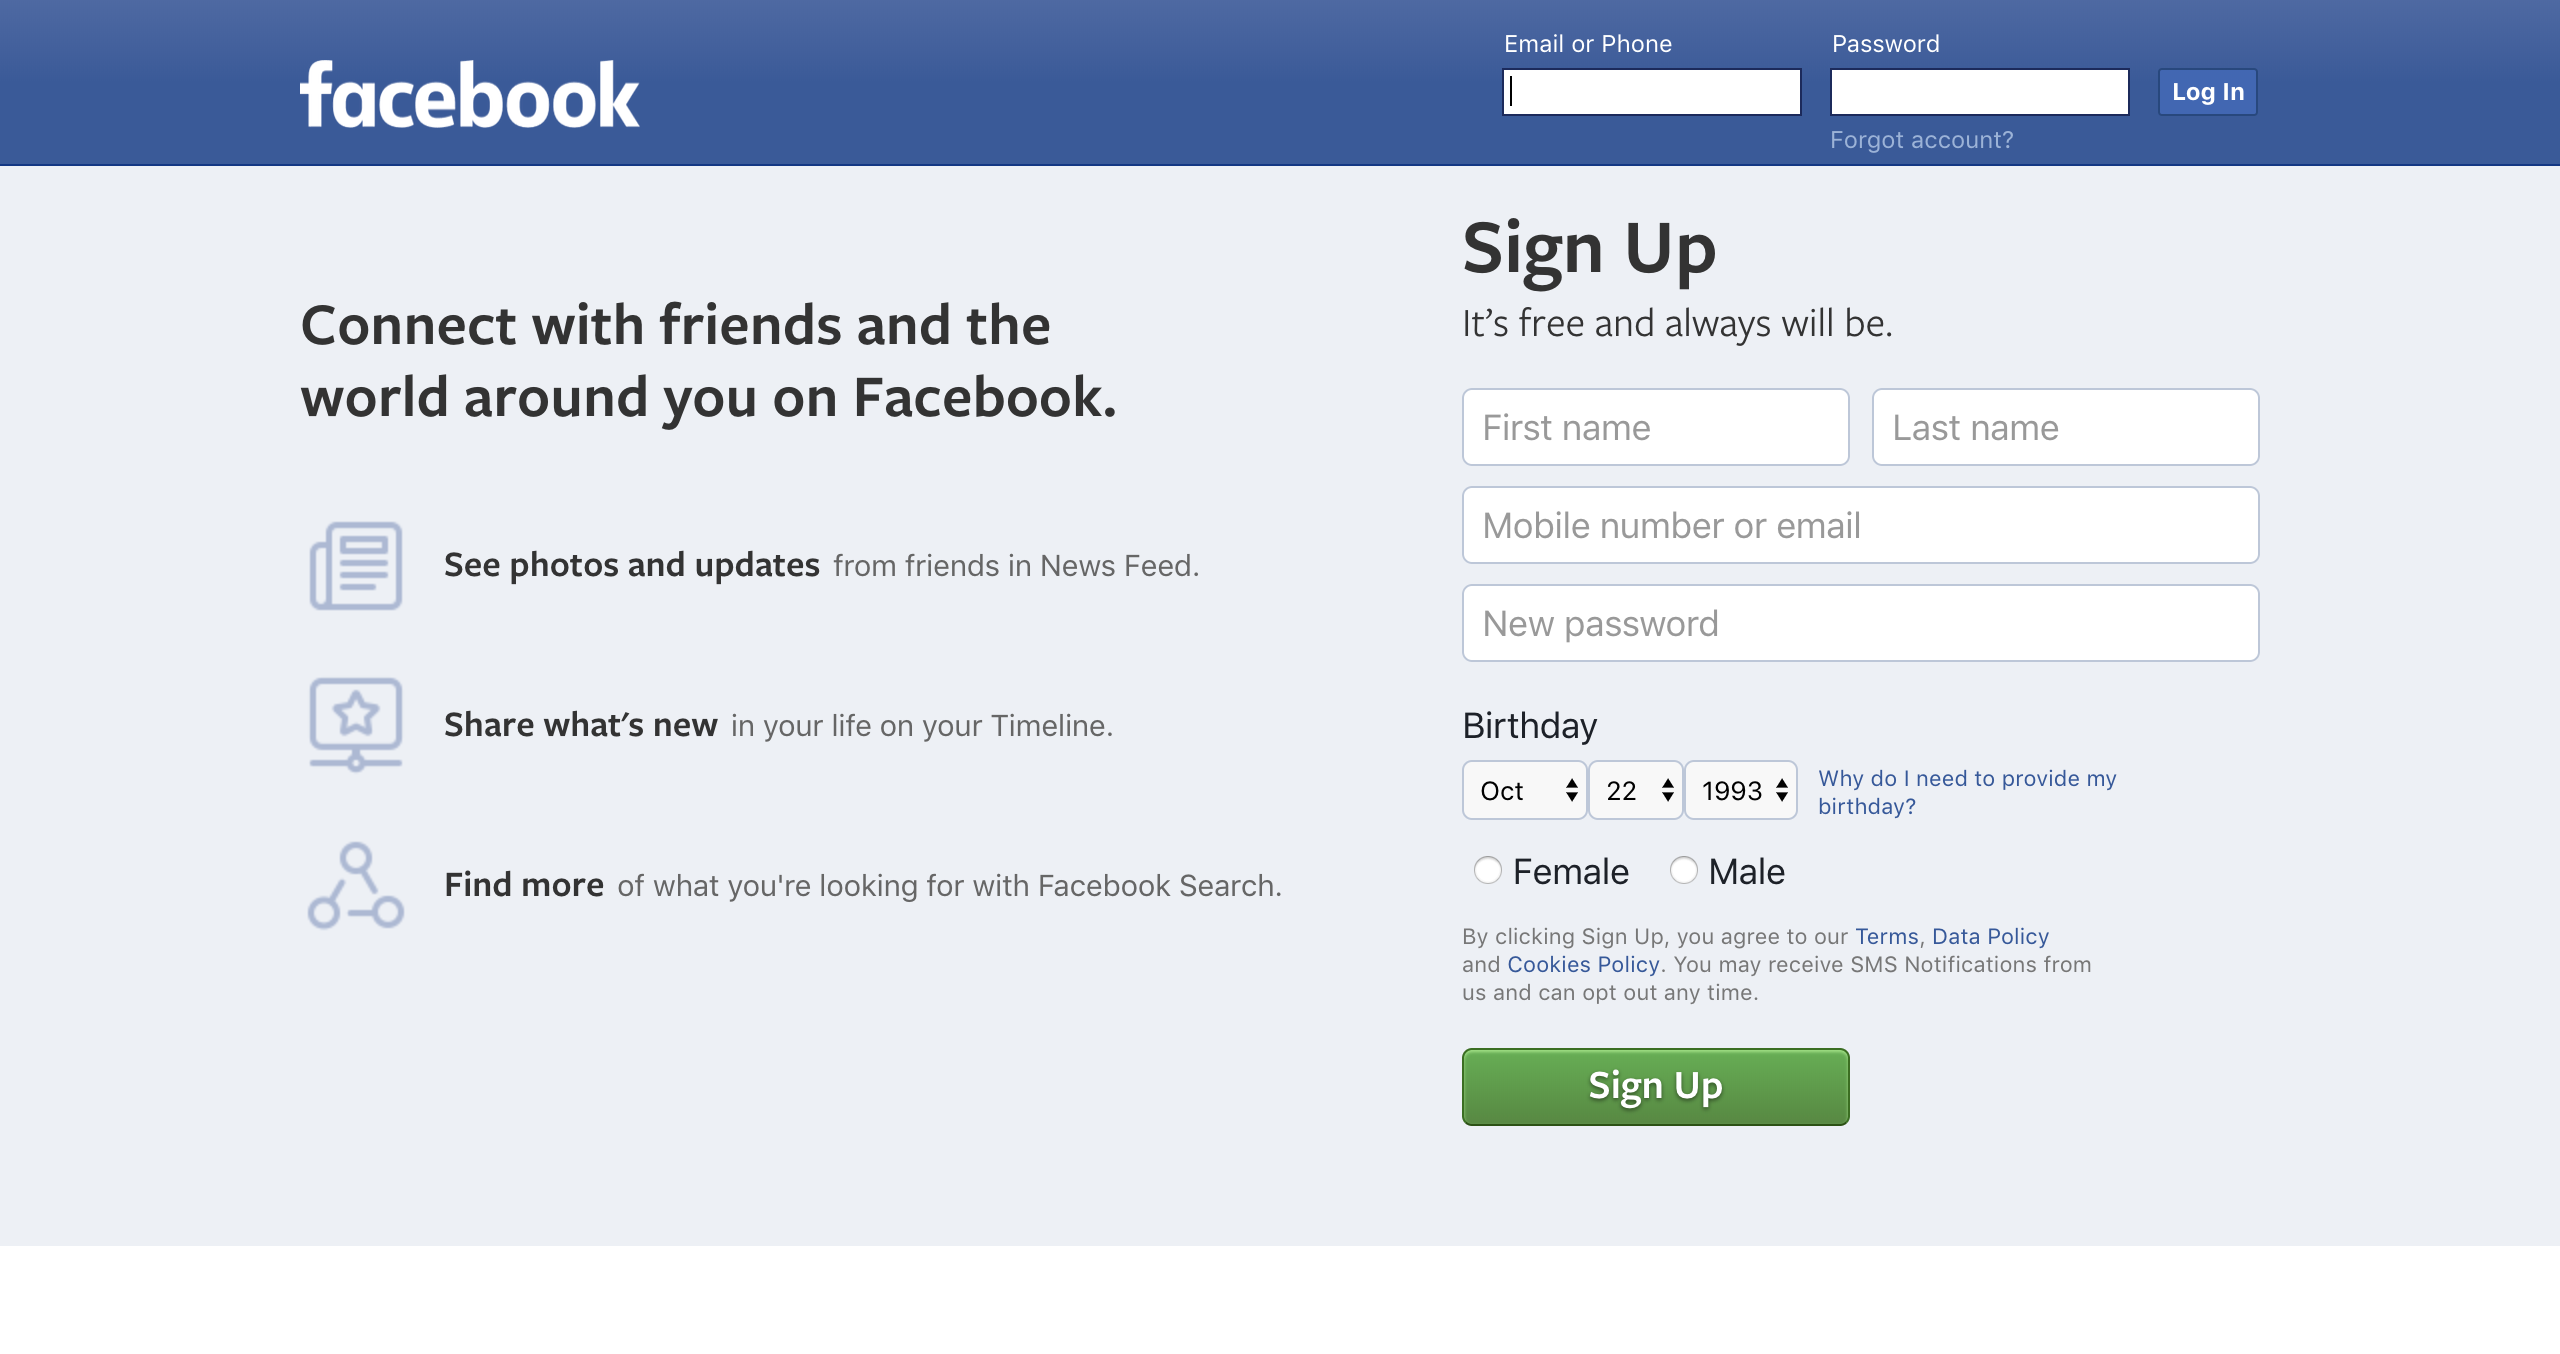 facebook
Email or Phone
Password
Log In
Forgot account?
Connect with friends and the
world around you on Facebook.
See photos and updates from friends in News Feed.
Share what's new in your life on your Timeline.
Find more of what you're looking for with Facebook Search.
Sign Up
It’s free and always will be.
First name
Last name
Mobile number or email
New password
Birthday
Oct
22
1993
Why do I need to provide my
birthday?
Female
Male
By clicking Sign Up, you agree to our Terms, Data Policy
and Cookies Policy. You may receive SMS Notifications from
us and can opt out any time.
Sign Up